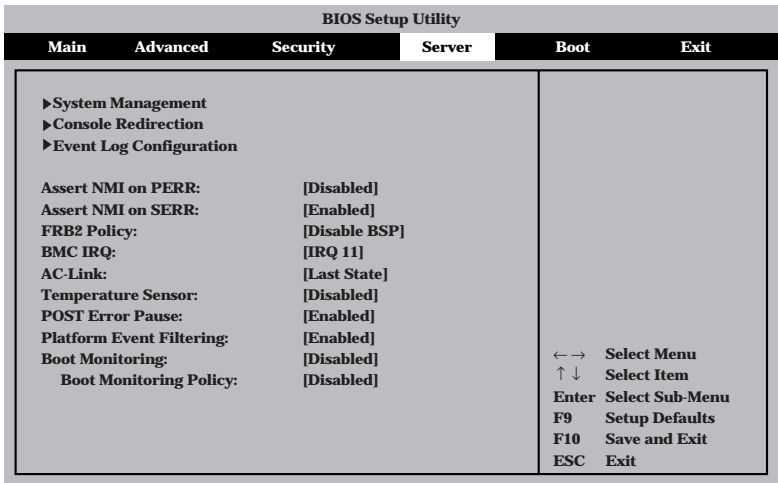 BIOS Setup Utility
Main Advanced Security Server Boot Exit
▶System Management
▶Console Redirection
▶Event Log Configuration
Assert NMI on PERR: [Disabled]
Assert NMI on SERR: [Enabled]
FRB2 Policy: [Disable BSP]
BMC IRQ: [IRQ 11]
AC-Link: [Last State]
Temperature Sensor: [Disabled]
POST Error Pause: [Enabled]
Platform Event Filtering: [Enabled]
Boot Monitoring: [Disabled]
Boot Monitoring Policy: [Disabled]
←→ Select Menu
↑↓ Select Item
Enter Select Sub-Menu
F9 Setup Defaults
F10 Save and Exit
ESC Exit